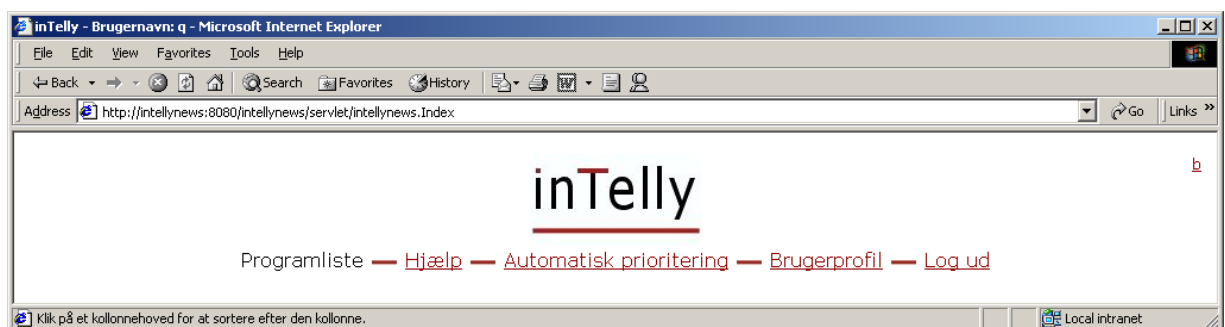 inTelly - Brugernavn: q - Microsoft Internet Explorer
File Edit View Favorites Tools Help
Back Search Favorites History
Address http://intellynews:8080/intellynews/servlet/intellynews.Index Go Links »
b
inTelly
Programliste — Hjælp — Automatisk prioritering — Brugerprofil — Log ud
Klik på et kollonnehoved for at sortere efter den kollonne. Local intranet